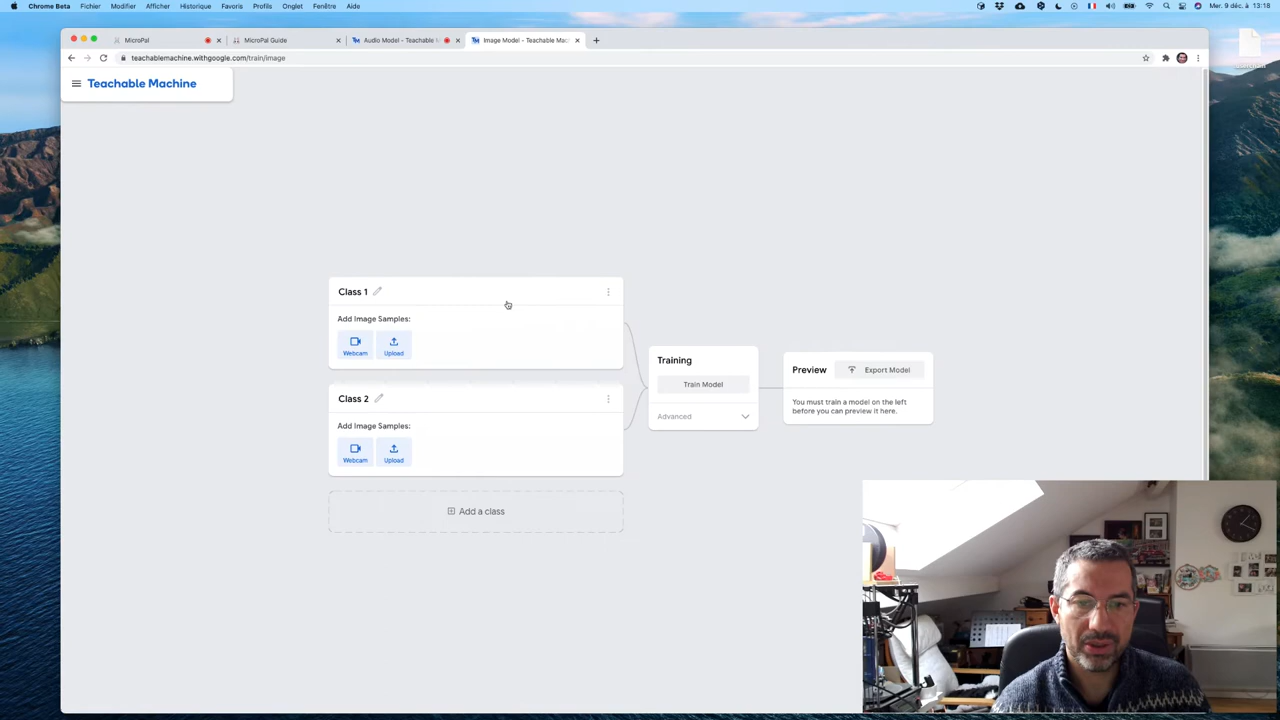 Chrome Beta Fichier Modifier Afficher Historique Favoris Profils Onglet Fenêtre Aide
Mer. 9 déc. à 13:18
MicroPal
MicroPal Guide
Audio Model - Teachable
Image Model - Teachable Mac
teachablemachine.withgoogle.com/train/image
Teachable Machine
Class 1
Add Image Samples:
Webcam Upload
Class 2
Add Image Samples:
Webcam Upload
Add a class
Training
Train Model
Advanced
Preview
Export Model
You must train a model on the left
before you can preview it here.